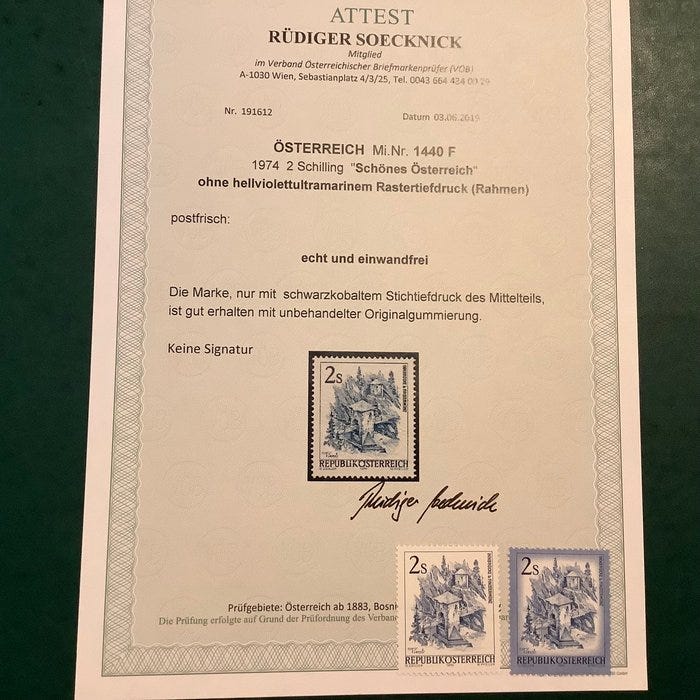 ATTEST
RÜDIGER SOECKNICK
Mitglied
im Verband Österreichischer Briefmarkenprüfer (VÖB)
A-1030 Wien, Sebastianplatz 4/3/25, Tel. 0043 664 434 00 24
Nr. 191612
Datum 03.06.2019
ÖSTERREICH Mi.Nr. 1440 F
1974 2 Schilling "Schönes Österreich"
ohne hellviolettultramarinem Rastertiefdruck (Rahmen)
postfrisch:
echt und einwandfrei
Die Marke, nur mit schwarzkobaltem Stichtiefdruck des Mittelteils,
ist gut erhalten mit unbehandelter Originalgummierung.
Keine Signatur
2s
REPUBLIK ÖSTERREICH
Rüdiger Soecknick
2s
REPUBLIK ÖSTERREICH
2s
REPUBLIK ÖSTERREICH
Prüfgebiete: Österreich ab 1883, Bosni
Die Prüfung erfolgte auf Grund der Prüfordnung des Verban